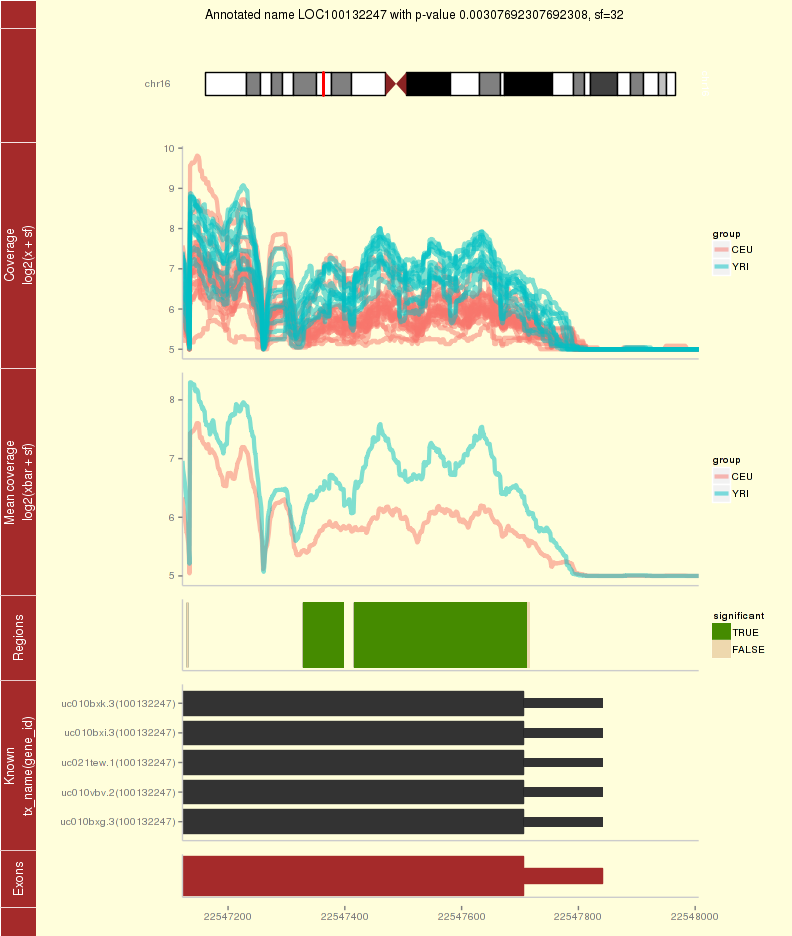 Annotated name LOC100132247 with p-value 0.00307692307692308, sf=32
chr16
Coverage
log2(x + sf)
10
9
8
7
6
5
group
CEU
YRI
Mean coverage
log2(xbar + sf)
8
7
6
5
group
CEU
YRI
Regions
significant
TRUE
FALSE
Known
tx_name(gene_id)
uc010bxk.3(100132247)
uc010bxi.3(100132247)
uc021tew.1(100132247)
uc010vbv.2(100132247)
uc010bxg.3(100132247)
Exons
22547200
22547400
22547600
22547800
22548000